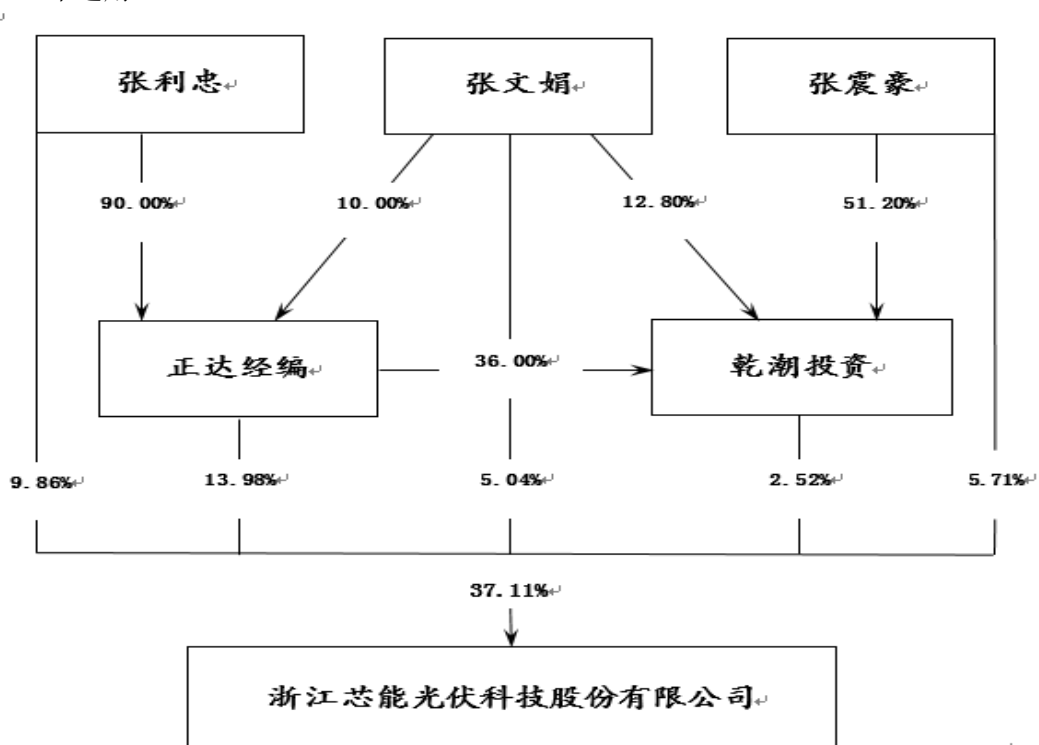 张利忠
张文娟
张震豪
90.00%
10.00%
12.80%
51.20%
正达经编
36.00%
乾潮投资
9.86%
13.98%
5.04%
2.52%
5.71%
37.11%
浙江芯能光伏科技股份有限公司